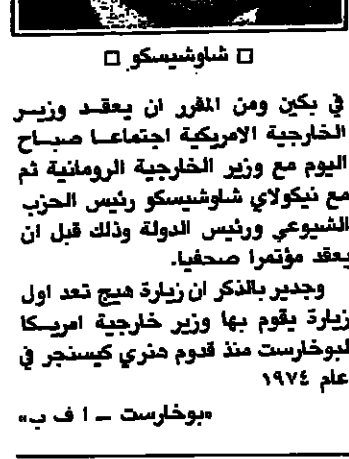 □ شاوشيسكو □
في بكين ومن المقرر ان يعقد وزير
الخارجية الامريكية اجتماعا صباح
اليوم مع وزير الخارجية الرومانية ثم
مع نيكولاي شاوشيسكو رئيس الحزب
الشيوعي ورئيس الدولة وذلك قبل ان
يعقد مؤتمرا صحفيا.
وجدير بالذكر ان زيارة هيج تعد اول
زيارة يقوم بها وزير خارجية امريكا
لبوخارست منذ قدوم هنري كيسنجر في
عام ١٩٧٤
«بوخارست ـ ا ف ب»